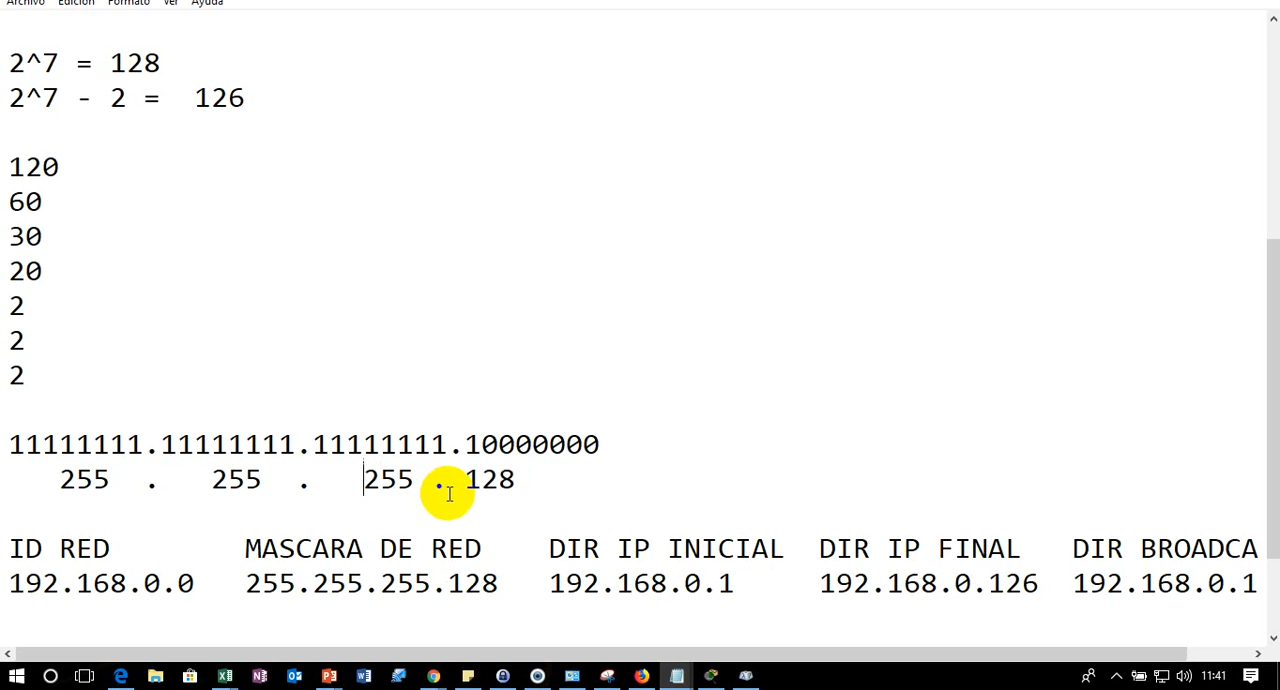 Archivo Edición Formato Ver Ayuda
2^7 = 128
2^7 - 2 = 126
120
60
30
20
2
2
2
11111111.11111111.11111111.10000000
255 . 255 . 255 . 128
ID RED MASCARA DE RED DIR IP INICIAL DIR IP FINAL DIR BROADCA
192.168.0.0 255.255.255.128 192.168.0.1 192.168.0.126 192.168.0.1
11:41